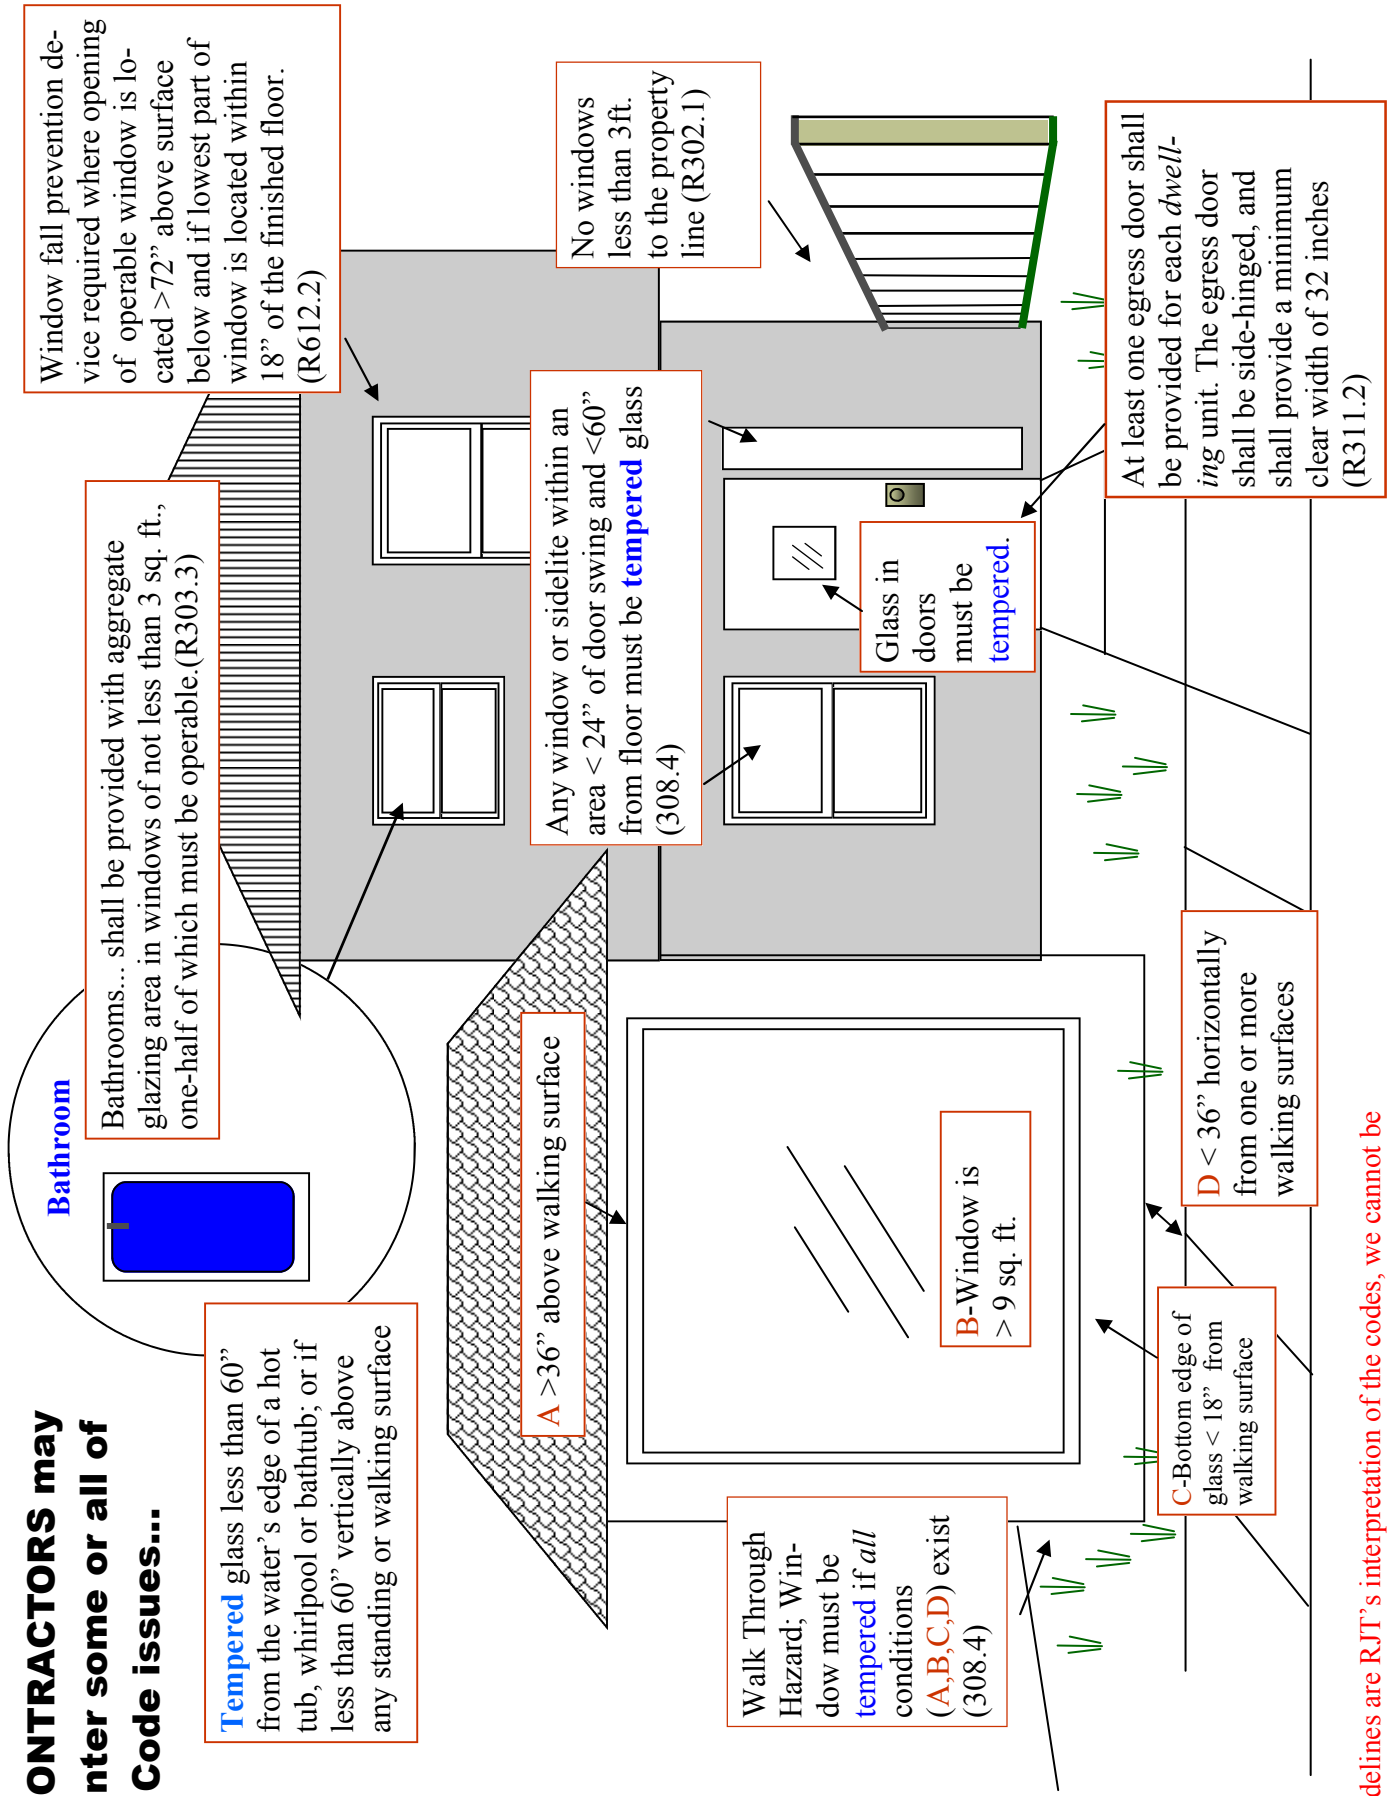 ONTRACTORS may
nter some or all of
Code issues...
Bathroom
Tempered glass less than 60”
from the water’s edge of a hot
tub, whirlpool or bathtub; or if
less than 60” vertically above
any standing or walking surface
Bathrooms... shall be provided with aggregate
glazing area in windows of not less than 3 sq. ft.,
one-half of which must be operable.(R303.3)
Window fall prevention de-
vice required where opening
of operable window is lo-
cated >72” above surface
below and if lowest part of
window is located within
18” of the finished floor.
(R612.2)
A >36” above walking surface
Any window or sidelite within an
area < 24” of door swing and <60”
from floor must be tempered glass
(308.4)
No windows
less than 3ft.
to the property
line (R302.1)
Walk Through
Hazard; Win-
dow must be
tempered if all
conditions
(A,B,C,D) exist
(308.4)
B-Window is
> 9 sq. ft.
Glass in
doors
must be
tempered.
C-Bottom edge of
glass < 18” from
walking surface
D < 36” horizontally
from one or more
walking surfaces
At least one egress door shall
be provided for each dwell-
ing unit. The egress door
shall be side-hinged, and
shall provide a minimum
clear width of 32 inches
(R311.2)
delines are RJT’s interpretation of the codes, we cannot be